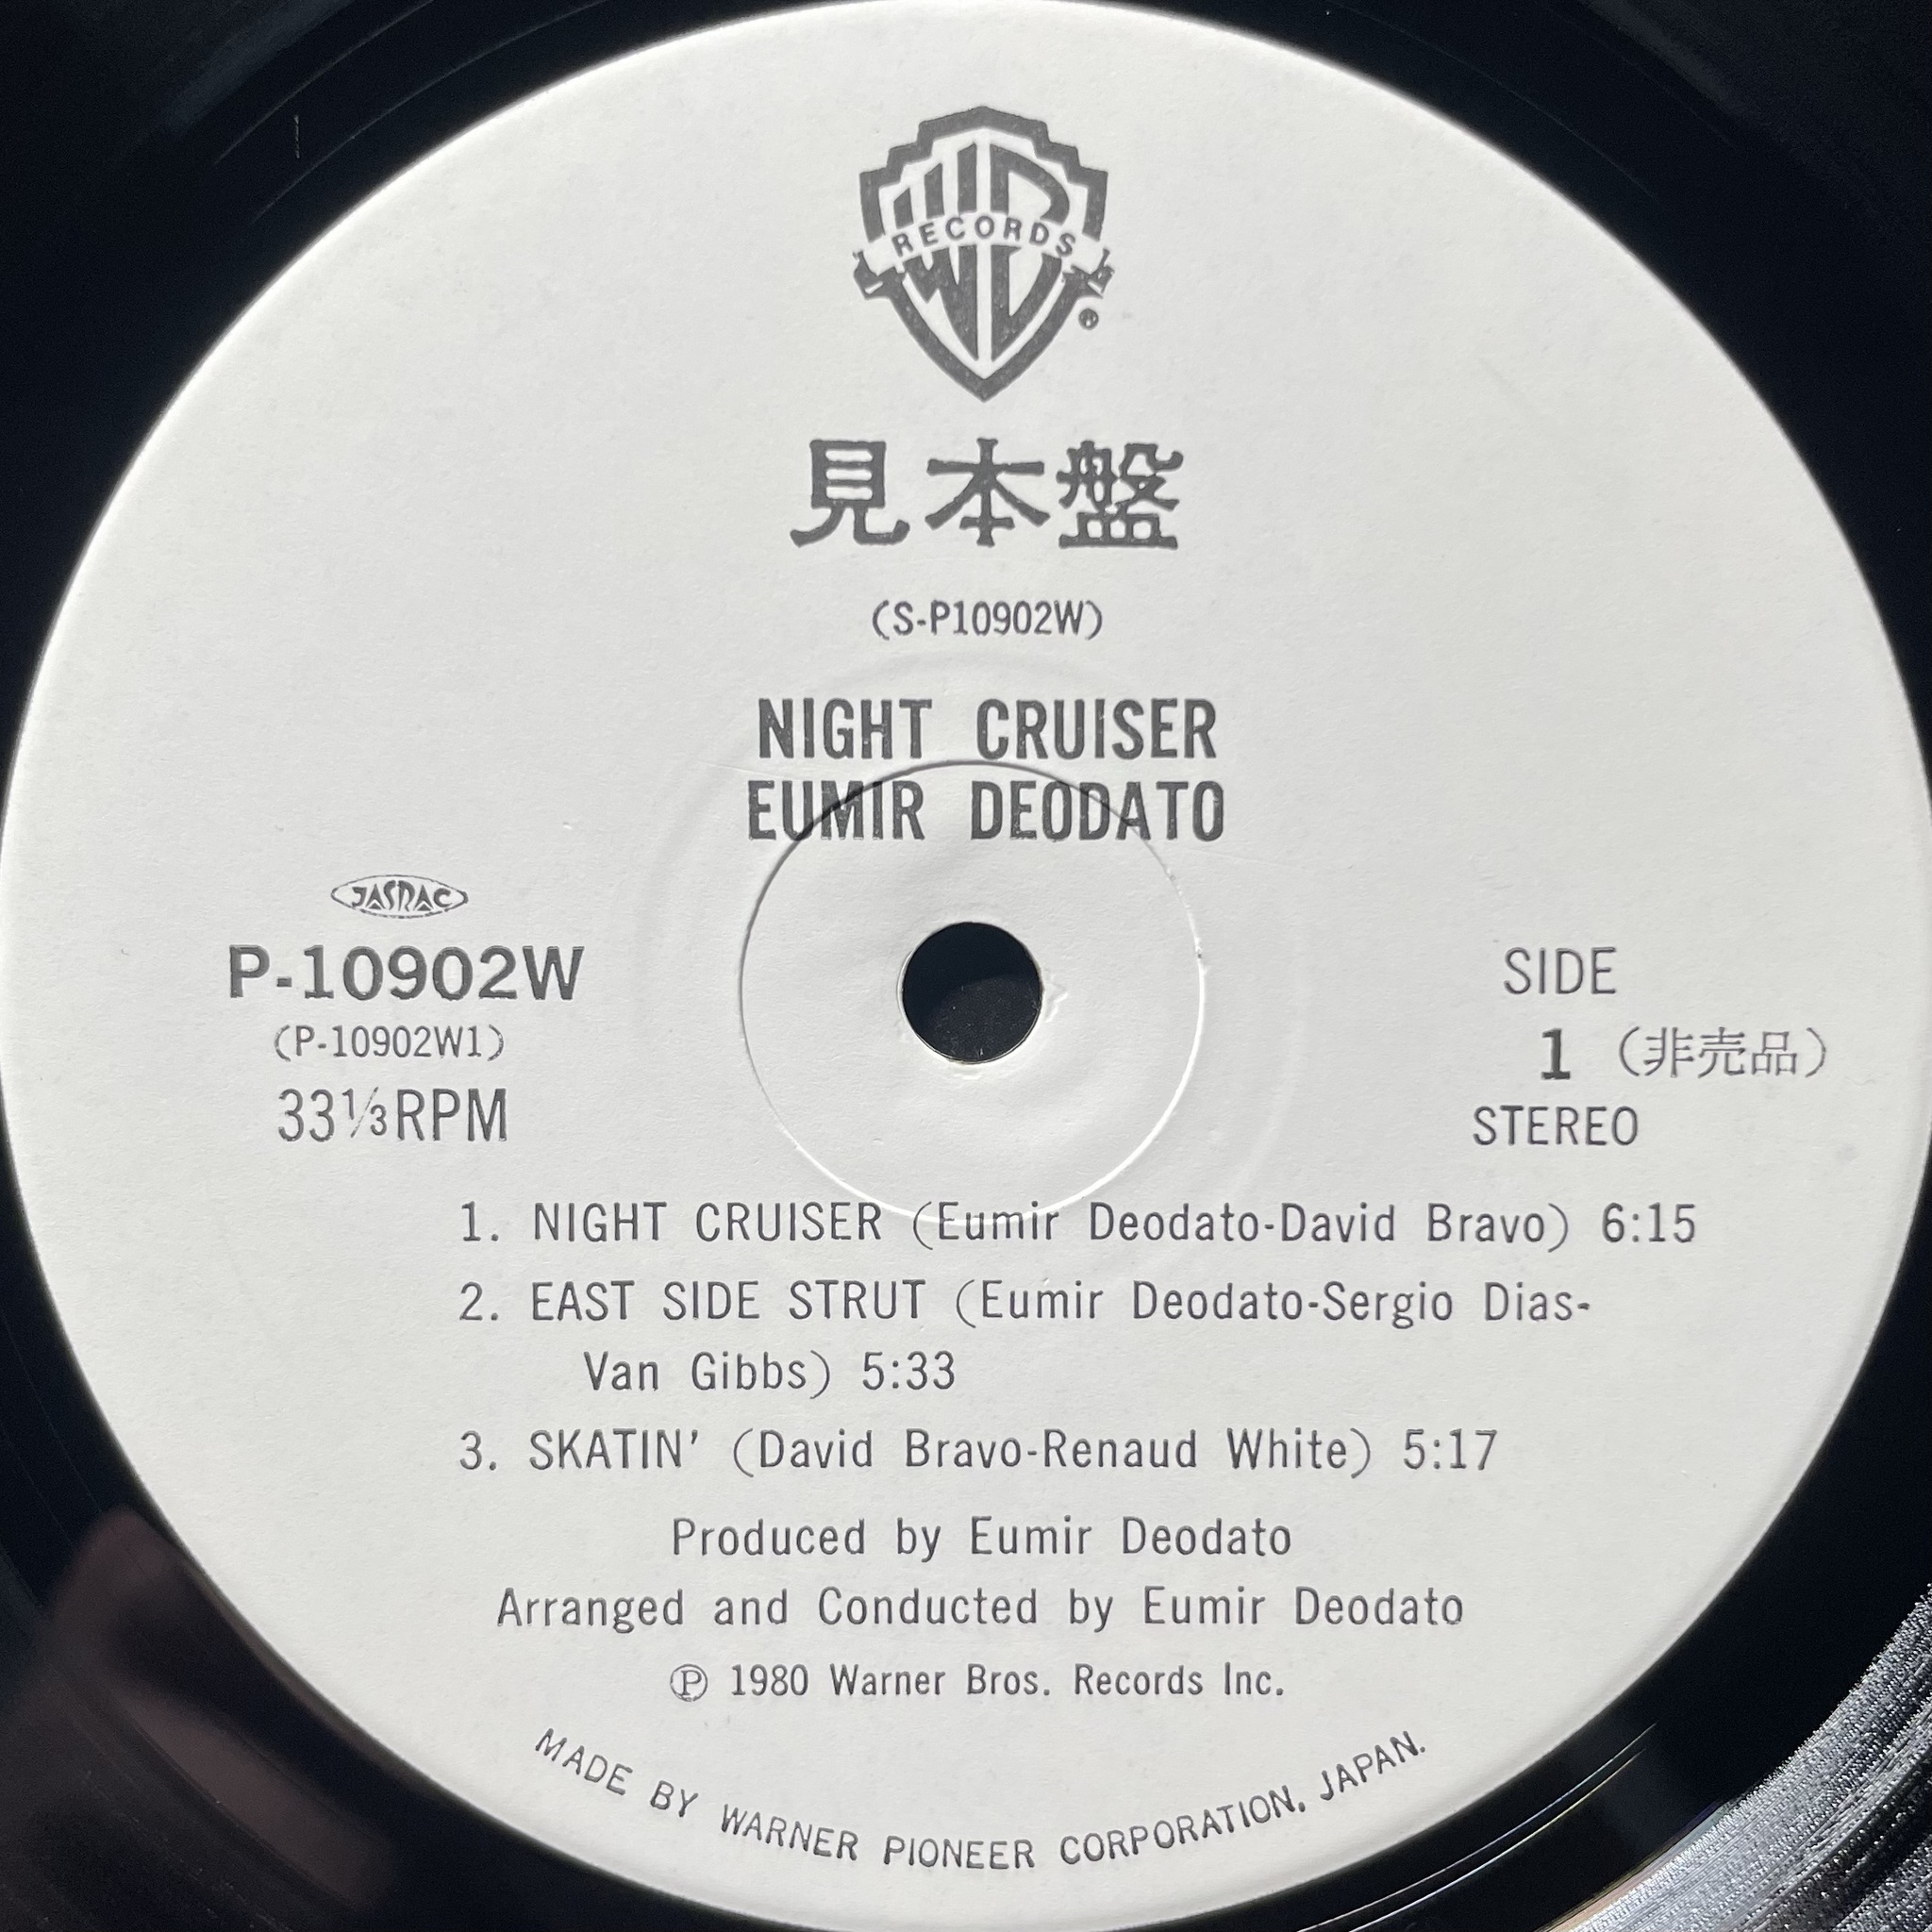 WB
RECORDS
®
見本盤
(S-P10902W)
NIGHT CRUISER
EUMIR DEODATO
JASRAC
P-10902W
(P-10902W1)
33⅓RPM
SIDE
1 (非売品)
STEREO
1. NIGHT CRUISER (Eumir Deodato-David Bravo) 6:15
2. EAST SIDE STRUT (Eumir Deodato-Sergio Dias-
Van Gibbs) 5:33
3. SKATIN' (David Bravo-Renaud White) 5:17
Produced by Eumir Deodato
Arranged and Conducted by Eumir Deodato
℗ 1980 Warner Bros. Records Inc.
MADE BY WARNER PIONEER CORPORATION, JAPAN.